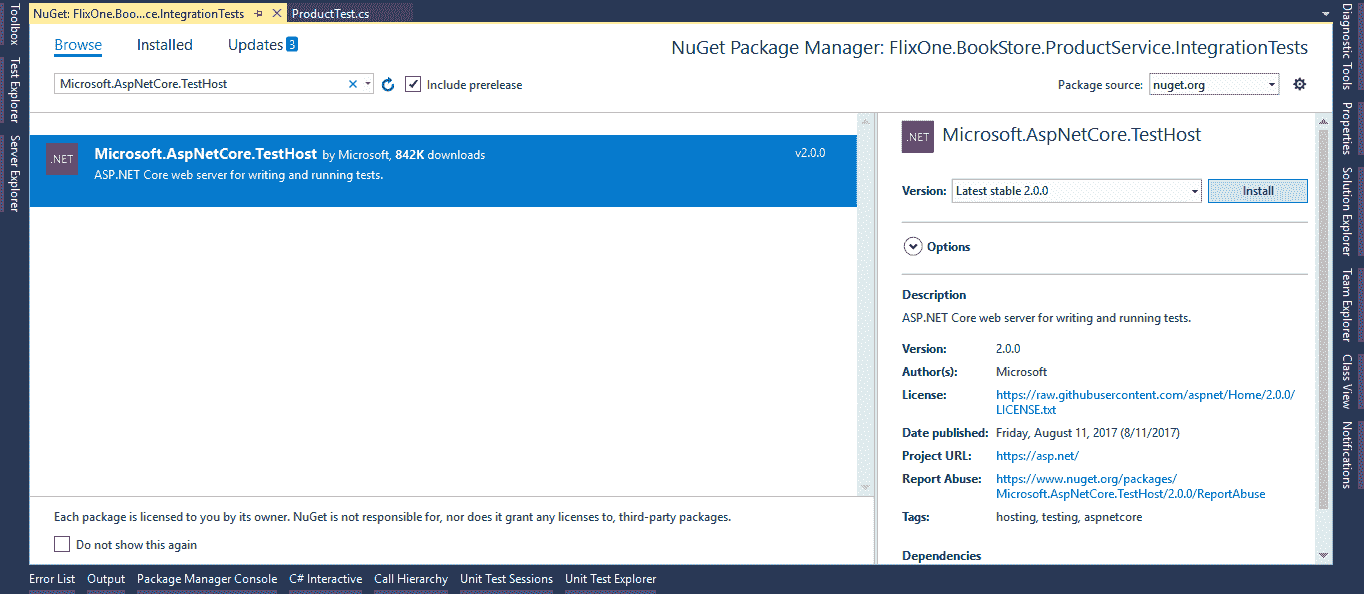 Toolbox
Test Explorer
Server Explorer
NuGet: FlixOne.Boo...ce.IntegrationTests
ProductTest.cs
Browse
Installed
Updates 3
NuGet Package Manager: FlixOne.BookStore.ProductService.IntegrationTests
Microsoft.AspNetCore.TestHost
Include prerelease
Package source: nuget.org
.NET
Microsoft.AspNetCore.TestHost by Microsoft, 842K downloads
v2.0.0
ASP.NET Core web server for writing and running tests.
.NET
Microsoft.AspNetCore.TestHost
Version: Latest stable 2.0.0
Install
Options
Description
ASP.NET Core web server for writing and running tests.
Version: 2.0.0
Author(s): Microsoft
License: https://raw.githubusercontent.com/aspnet/Home/2.0.0/
LICENSE.txt
Date published: Friday, August 11, 2017 (8/11/2017)
Project URL: https://asp.net/
Report Abuse: https://www.nuget.org/packages/
Microsoft.AspNetCore.TestHost/2.0.0/ReportAbuse
Tags: hosting, testing, aspnetcore
Dependencies
Each package is licensed to you by its owner. NuGet is not responsible for, nor does it grant any licenses to, third-party packages.
Do not show this again
Diagnostic Tools
Properties
Solution Explorer
Team Explorer
Class View
Notifications
Error List
Output
Package Manager Console
C# Interactive
Call Hierarchy
Unit Test Sessions
Unit Test Explorer